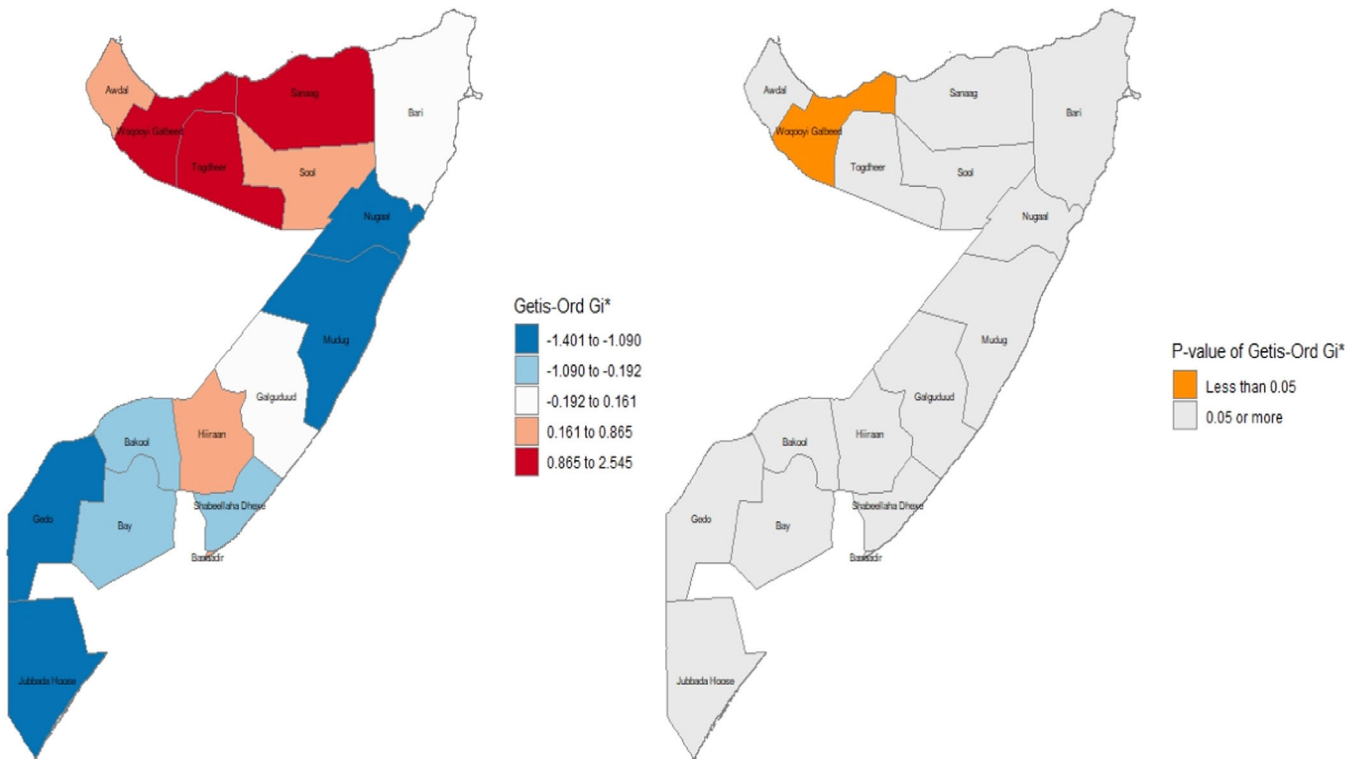 Awdal
Sanaag
Bari
Woqooyi Galbeed
Togdheer
Sool
Nugaal
Mudug
Galguduud
Hiiraan
Bakool
Shabeellaha Dhexe
Gedo
Bay
Banaadir
Jubbada Hoose
Getis-Ord Gi*
-1.401 to -1.090
-1.090 to -0.192
-0.192 to 0.161
0.161 to 0.865
0.865 to 2.545
Awdal
Sanaag
Bari
Woqooyi Galbeed
Togdheer
Sool
Nugaal
Mudug
Galguduud
Hiiraan
Bakool
Shabeellaha Dhexe
Gedo
Bay
Banaadir
Jubbada Hoose
P-value of Getis-Ord Gi*
Less than 0.05
0.05 or more